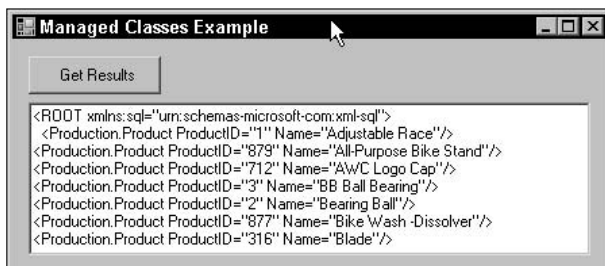 Managed Classes Example
Get Results
<ROOT xmlns:sql="urn:schemas-microsoft-com:xml-sql">
<Production.Product ProductID="1" Name="Adjustable Race"/>
<Production.Product ProductID="879" Name="All-Purpose Bike Stand"/>
<Production.Product ProductID="712" Name="AWC Logo Cap"/>
<Production.Product ProductID="3" Name="BB Ball Bearing"/>
<Production.Product ProductID="2" Name="Bearing Ball"/>
<Production.Product ProductID="877" Name="Bike Wash -Dissolver"/>
<Production.Product ProductID="316" Name="Blade"/>